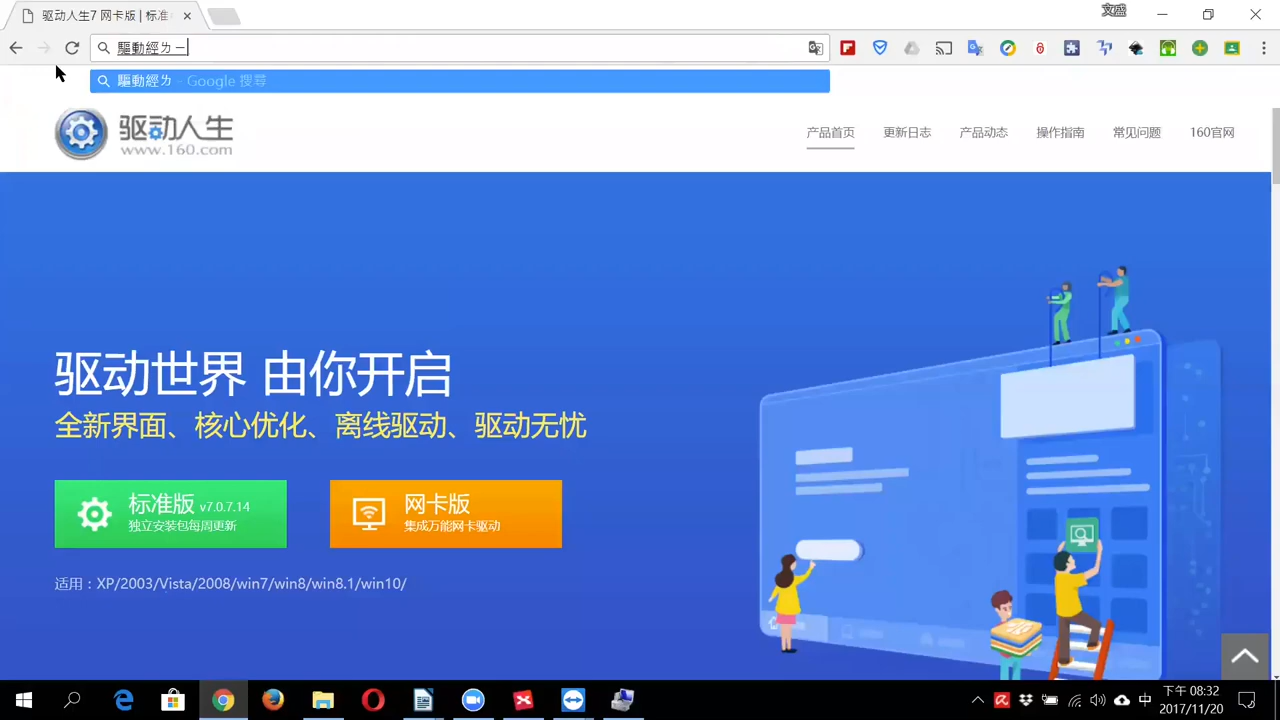 驱动人生7 网卡版 | 标准
文盛
驅動經ㄌㄧ
驅動經ㄌ - Google 搜尋
驱动人生
www.160.com
产品首页 更新日志 产品动态 操作指南 常见问题 160官网
驱动世界 由你开启
全新界面、核心优化、离线驱动、驱动无忧
标准版 v7.0.7.14
独立安装包每周更新
网卡版
集成万能网卡驱动
适用：XP/2003/Vista/2008/win7/win8/win8.1/win10/
中
下午 08:32
2017/11/20